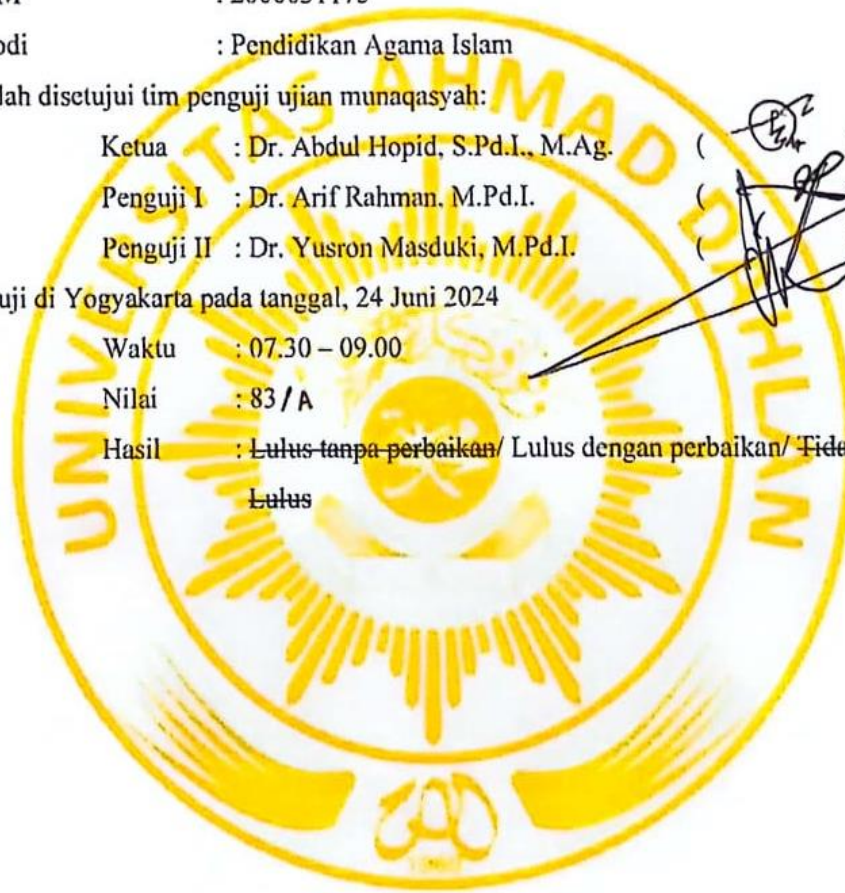 : Pendidikan Agama Islam
lah disetujui tim penguji ujian munaqasyah:
Ketua : Dr. Abdul Hopid, S.Pd.I., M.Ag. (
Penguji I : Dr. Arif Rahman. M.Pd.I. (
Penguji II : Dr. Yusron Masduki, M.Pd.I. (
uji di Yogyakarta pada tanggal, 24 Juni 2024
Waktu : 07.30 – 09.00
Nilai : 83/A
Hasil : Lulus tanpa perbaikan/ Lulus dengan perbaikan/ Tida
Lulus
UNIVERSITAS AHMAD DAHLAN